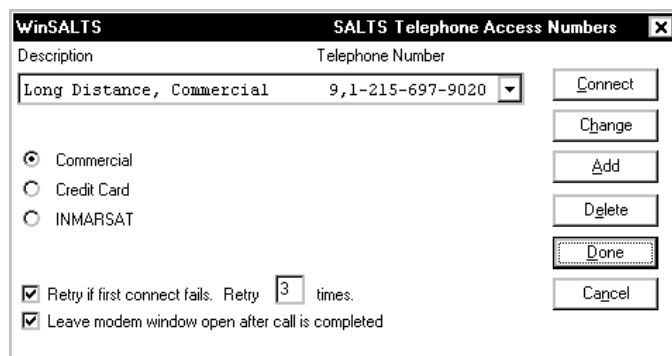 WinSALTS SALTS Telephone Access Numbers
Description Telephone Number
Long Distance, Commercial 9,1-215-697-9020
Connect
Change
Commercial
Add
Credit Card
INMARSAT
Delete
Done
Retry if first connect fails. Retry 3 times.
Cancel
Leave modem window open after call is completed